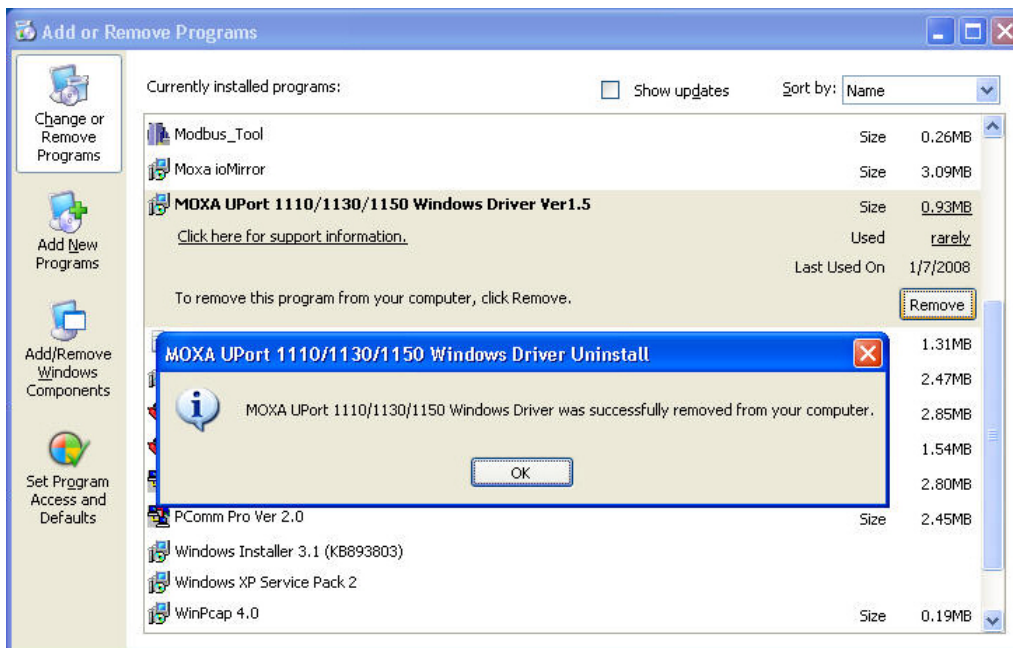 Add or Remove Programs
Change or
Remove
Programs
Add New
Programs
Add/Remove
Windows
Components
Set Program
Access and
Defaults
Currently installed programs:
Show updates
Sort by: Name
Modbus_Tool Size 0.26MB
Moxa ioMirror Size 3.09MB
MOXA UPort 1110/1130/1150 Windows Driver Ver1.5 Size 0.93MB
Click here for support information. Used rarely
Last Used On 1/7/2008
To remove this program from your computer, click Remove. Remove
1.31MB
2.47MB
2.85MB
1.54MB
2.80MB
MOXA UPort 1110/1130/1150 Windows Driver Uninstall
MOXA UPort 1110/1130/1150 Windows Driver was successfully removed from your computer.
OK
PComm Pro Ver 2.0 Size 2.45MB
Windows Installer 3.1 (KB893803)
Windows XP Service Pack 2
WinPcap 4.0 Size 0.19MB